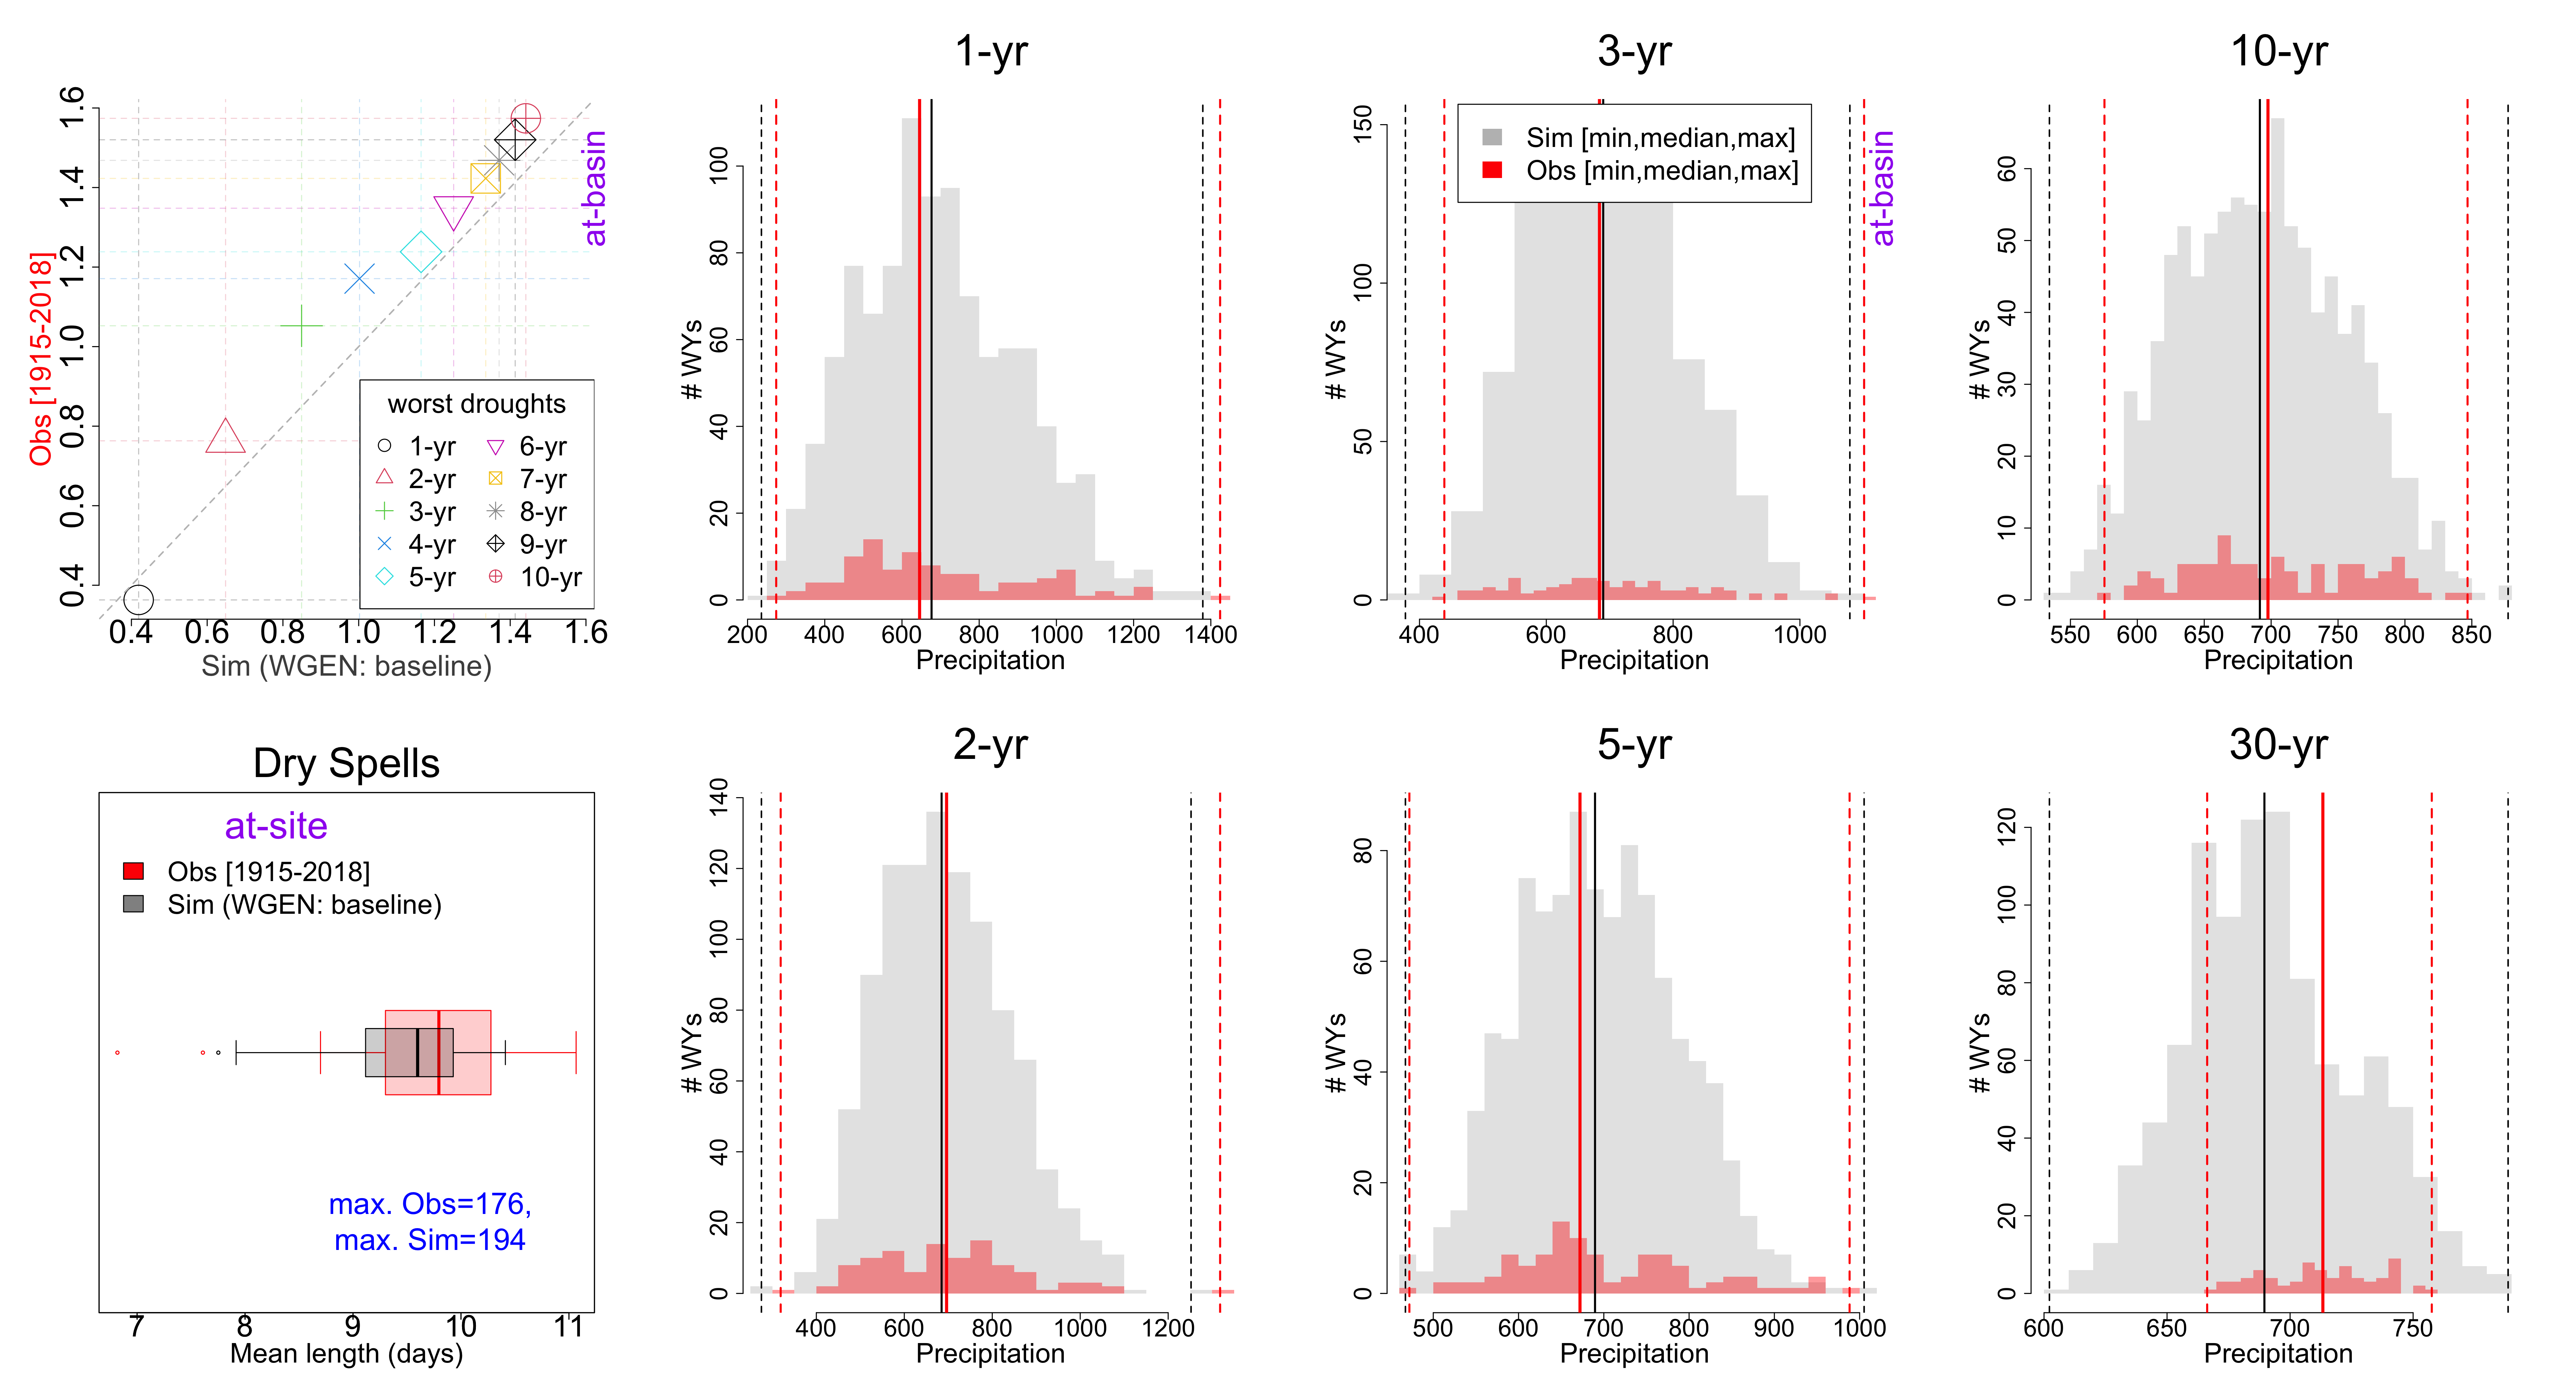 1-yr
3-yr
10-yr
Obs [1915-2018]
0.4 0.6 0.8 1.0 1.2 1.4 1.6
at-basin
worst droughts
1-yr 6-yr
2-yr 7-yr
3-yr 8-yr
4-yr 9-yr
5-yr 10-yr
0.4 0.6 0.8 1.0 1.2 1.4 1.6
Sim (WGEN: baseline)
# WYs
0 20 40 60 80 100
200 400 600 800 1000 1200 1400
Precipitation
# WYs
0 50 100 150
Sim [min,median,max]
Obs [min,median,max]
at-basin
400 600 800 1000
Precipitation
# WYs
0 10 20 30 40 50 60
550 600 650 700 750 800 850
Precipitation
Dry Spells
at-site
Obs [1915-2018]
Sim (WGEN: baseline)
max. Obs=176,
max. Sim=194
7 8 9 10 11
Mean length (days)
2-yr
# WYs
0 20 40 60 80 100 120 140
400 600 800 1000 1200
Precipitation
5-yr
# WYs
0 20 40 60 80
500 600 700 800 900 1000
Precipitation
30-yr
# WYs
0 20 40 60 80 100 120
600 650 700 750
Precipitation